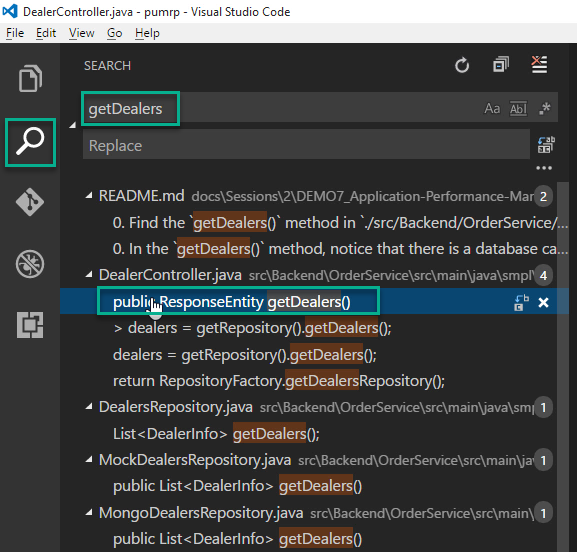 DealerController.java - pumrp - Visual Studio Code
File Edit View Go Help
SEARCH
getDealers
Aa Ab| .*
Replace
...
README.md docs\Sessions\2\DEMO7_Application-Performance-Mar 2
0. Find the `getDealers()` method in `./src/Backend/OrderService/...
0. In the `getDealers()` method, notice that there is a database ca...
DealerController.java src\Backend\OrderService\src\main\java\smpl 4
public ResponseEntity getDealers()
> dealers = getRepository().getDealers();
dealers = getRepository().getDealers();
return RepositoryFactory.getDealersRepository();
DealersRepository.java src\Backend\OrderService\src\main\java\smp 1
List<DealerInfo> getDealers();
MockDealersRepository.java src\Backend\OrderService\src\main\jav 1
public List<DealerInfo> getDealers()
MongoDealersRepository.java src\Backend\OrderService\src\main\ja 1
public List<DealerInfo> getDealers()